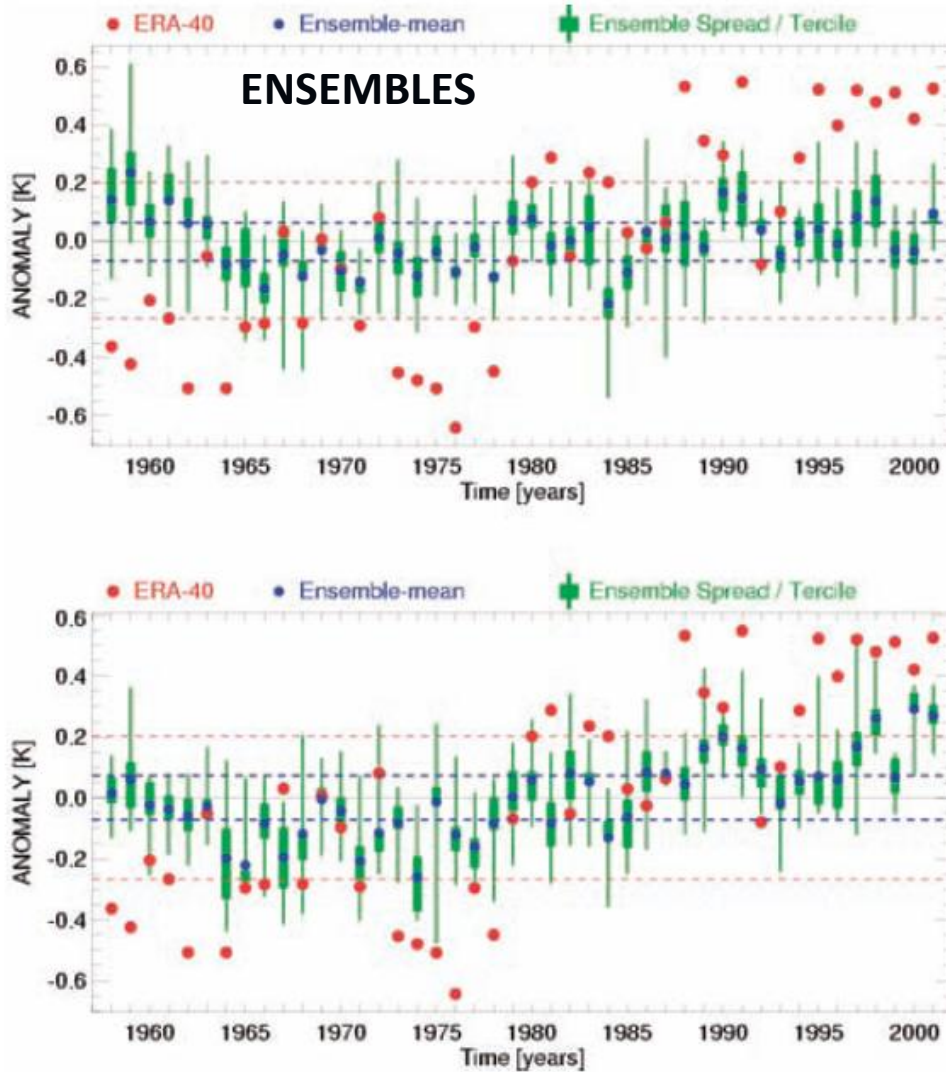 ERA-40 Ensemble-mean Ensemble Spread / Tercile
ENSEMBLES
0.6
0.4
0.2
0.0
-0.2
-0.4
-0.6
ANOMALY [K]
1960 1965 1970 1975 1980 1985 1990 1995 2000
Time [years]
ERA-40 Ensemble-mean Ensemble Spread / Tercile
0.6
0.4
0.2
0.0
-0.2
-0.4
-0.6
ANOMALY [K]
1960 1965 1970 1975 1980 1985 1990 1995 2000
Time [years]